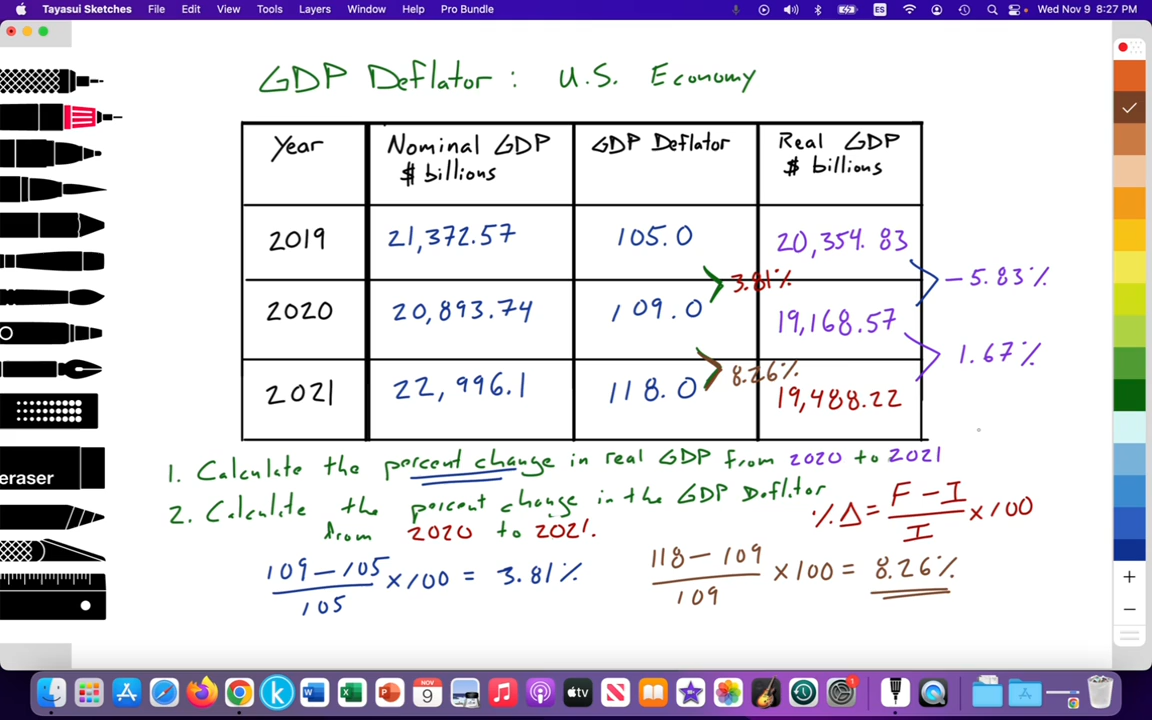 Tayasui Sketches File Edit View Tools Layers Window Help Pro Bundle ES Wed Nov 9 8:27 PM
GDP Deflator : U.S. Economy
Year Nominal GDP $ billions GDP Deflator Real GDP $ billions
2019 21,372.57 105.0 20,354.83
3.81% -5.83%
2020 20,893.74 109.0 19,168.57
8.26% 1.67%
2021 22,996.1 118.0 19,488.22
1. Calculate the percent change in real GDP from 2020 to 2021
2. Calculate the percent change in the GDP Deflator
from 2020 to 2021.
%Δ = F - I / I x 100
109 - 105 / 105 x 100 = 3.81%
118 - 109 / 109 x 100 = 8.26%
eraser
NOV
9
W X P N tv
1